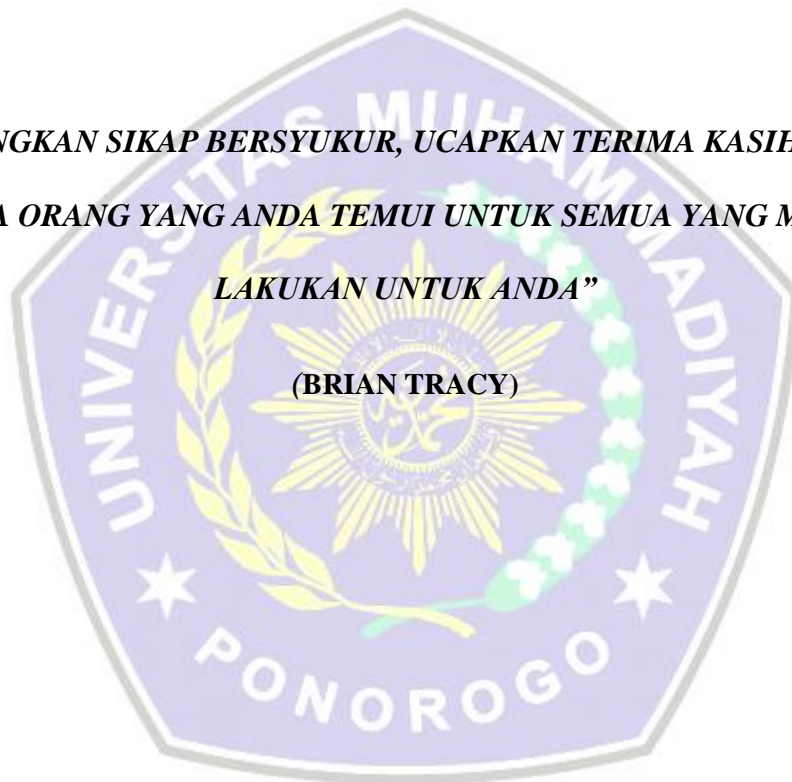 NGKAN SIKAP BERSYUKUR, UCAPKAN TERIMA KASIH
A ORANG YANG ANDA TEMUI UNTUK SEMUA YANG M
LAKUKAN UNTUK ANDA”
(BRIAN TRACY)
UNIVERSITAS MUHAMMADIYAH
PONOROGO